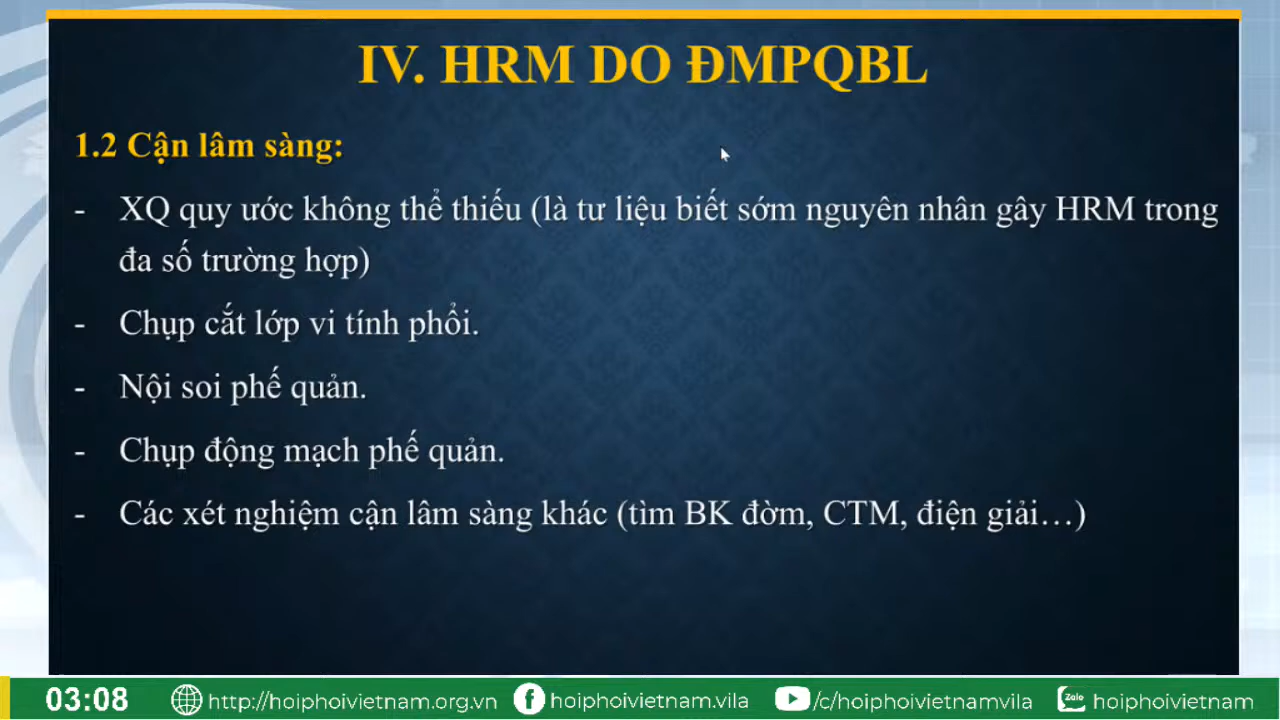 IV. HRM DO ĐMPQBL
1.2 Cận lâm sàng:
- XQ quy ước không thể thiếu (là tư liệu biết sớm nguyên nhân gây HRM trong
đa số trường hợp)
- Chụp cắt lớp vi tính phổi.
- Nội soi phế quản.
- Chụp động mạch phế quản.
- Các xét nghiệm cận lâm sàng khác (tìm BK đờm, CTM, điện giải…)
03:08 http://hoiphoivietnam.org.vn hoiphoivietnam.vila /c/hoiphoivietnamvila Zalo hoiphoivietnam